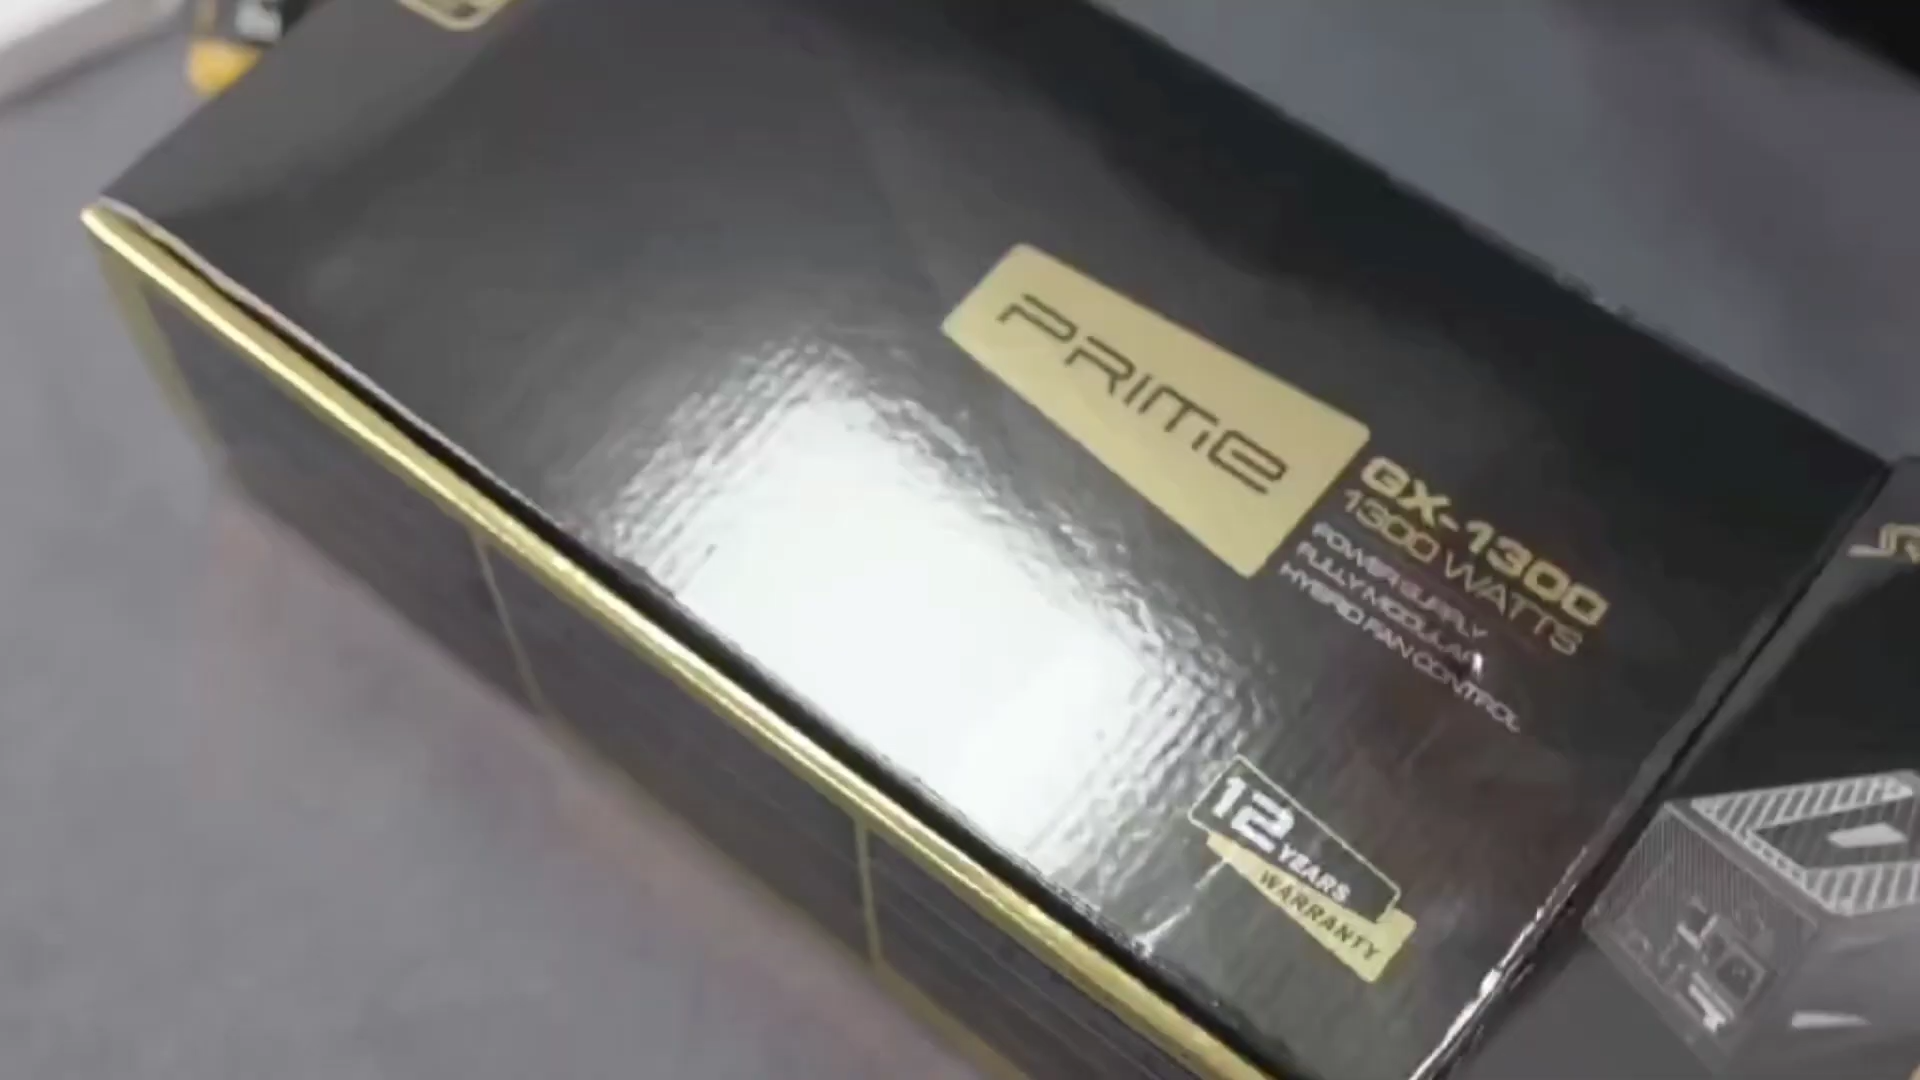 PRIME
GX-1300
1300 WATTS
POWER SUPPLY
FULLY MODULAR
HYBRID FAN CONTROL
12 YEARS
WARRANTY